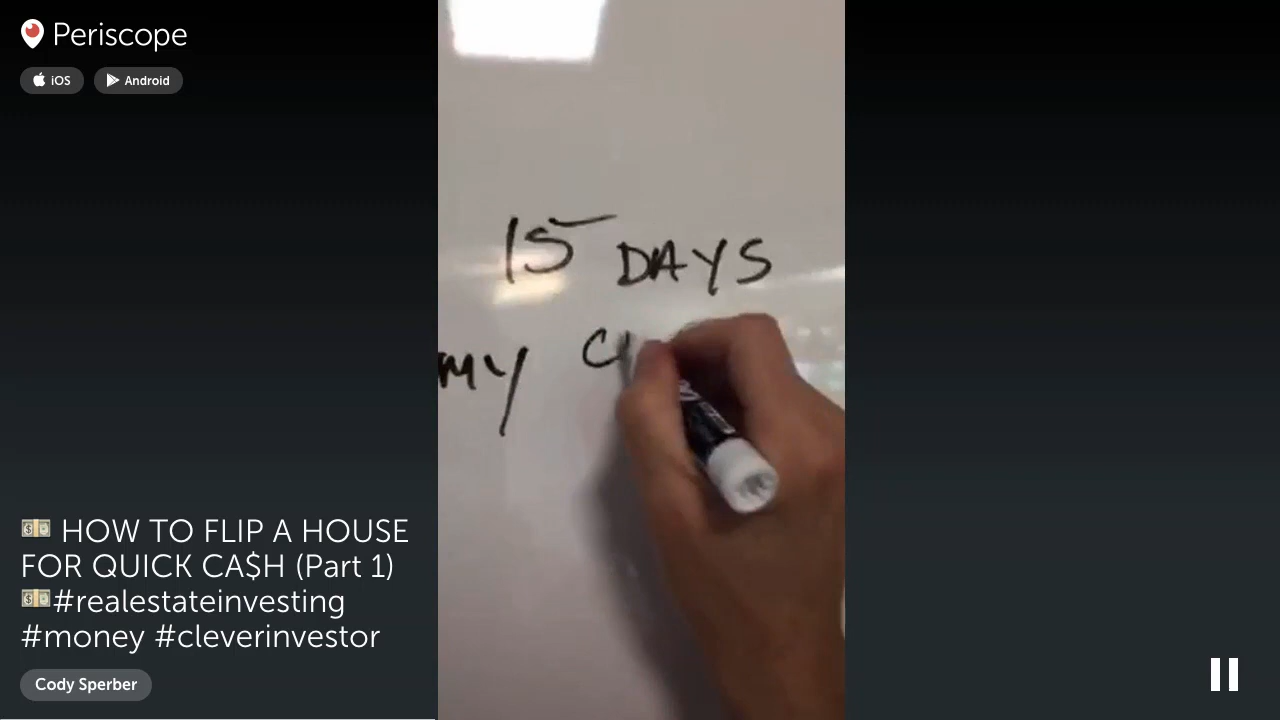 Periscope
iOS
Android
15 DAYS
my
💵 HOW TO FLIP A HOUSE
FOR QUICK CA$H (Part 1)
💵#realestateinvesting
#money #cleverinvestor
Cody Sperber